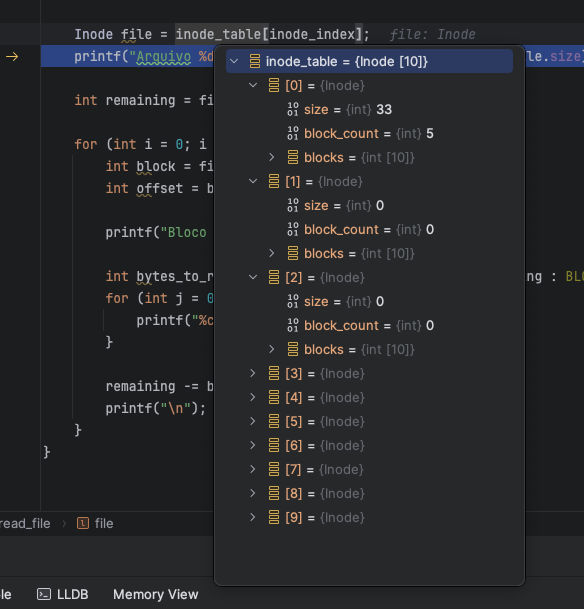 Inode file = inode_table[inode_index]; file: Inode
printf("Arquivo %d le.size)
inode_table = {Inode [10]}
[0] = {Inode}
int remaining = fi
size = {int} 33
block_count = {int} 5
for (int i = 0; i
blocks = {int [10]}
int block = fi
[1] = {Inode}
int offset = b
size = {int} 0
block_count = {int} 0
printf("Bloco
blocks = {int [10]}
int bytes_to_r ng : BLO
[2] = {Inode}
for (int j = 0
size = {int} 0
printf("%c
block_count = {int} 0
}
blocks = {int [10]}
[3] = {Inode}
remaining -= b
[4] = {Inode}
printf("\n");
[5] = {Inode}
}
[6] = {Inode}
}
[7] = {Inode}
[8] = {Inode}
[9] = {Inode}
read_file > file
le LLDB Memory View